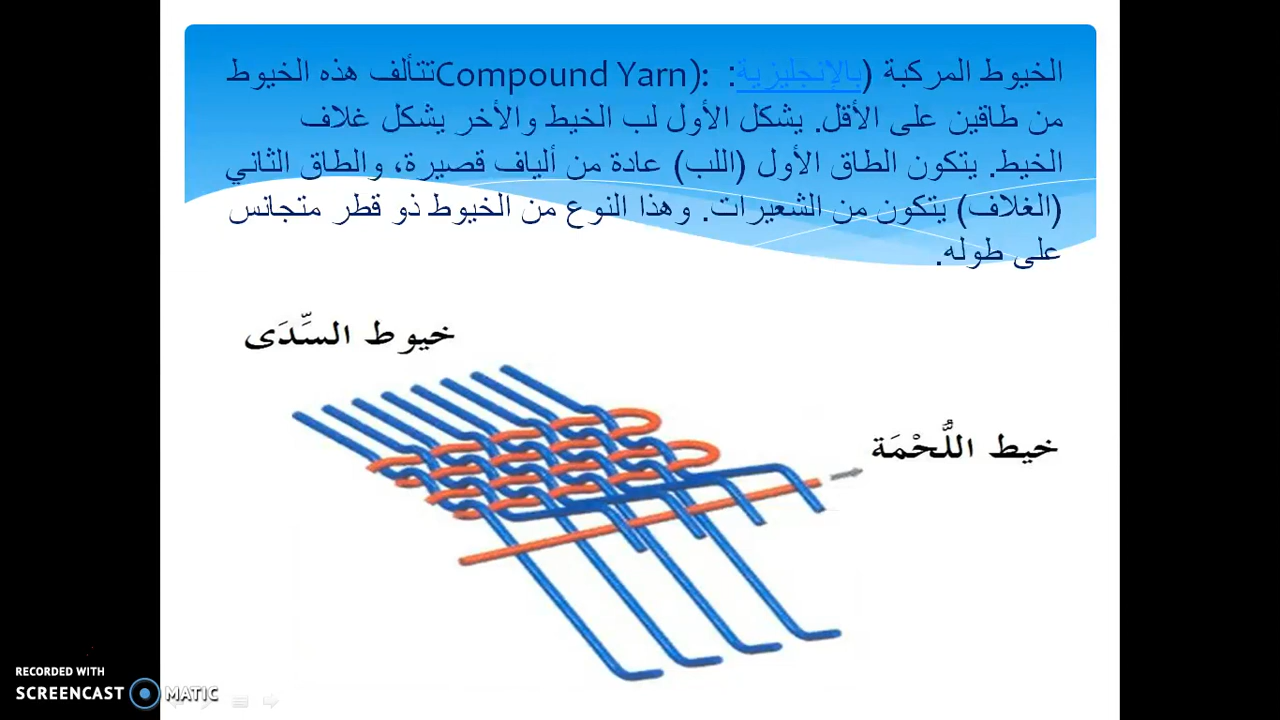 الخيوط المركبة (بالإنجليزية: Compound Yarn): تتألف هذه الخيوط
من طاقين على الأقل. يشكل الأول لب الخيط والأخر يشكل غلاف
الخيط. يتكون الطاق الأول (اللب) عادة من ألياف قصيرة، والطاق الثاني
(الغلاف) يتكون من الشعيرات. وهذا النوع من الخيوط ذو قطر متجانس
على طوله.
خيوط السِّدَى
خيط اللُّحْمَة
RECORDED WITH
SCREENCAST MATIC